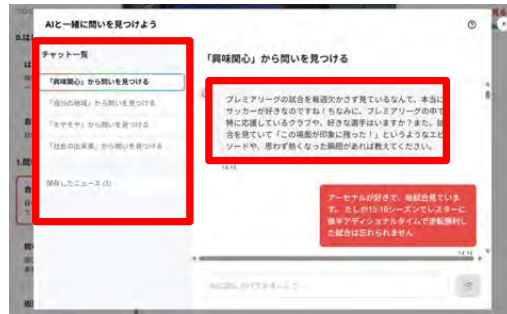 AIと一緒に問いを見つけよう
チャット一覧
「興味関心」から問いを見つける
「自分の地域」から問いを見つける
「モヤモヤ」から問いを見つける
「社会の出来事」から問いを見つける
保存したニュース (1)
「興味関心」から問いを見つける
プレミアリーグの試合を毎週欠かさず見ているなんて、本当に
サッカーが好きなのですね！ちなみに、プレミアリーグの中で
特に応援しているクラブや、好きな選手はいますか？また、試
合を見ていて「この場面が印象に残った！」というようなエピ
ソードや、思わず熱くなった瞬間があれば教えてください。
14:14
アーセナルが好きで、毎試合見ていま
す。たしか15-16シーズンでレスターに
後半アディショナルタイムで逆転勝利し
た試合は忘れられません
14:14